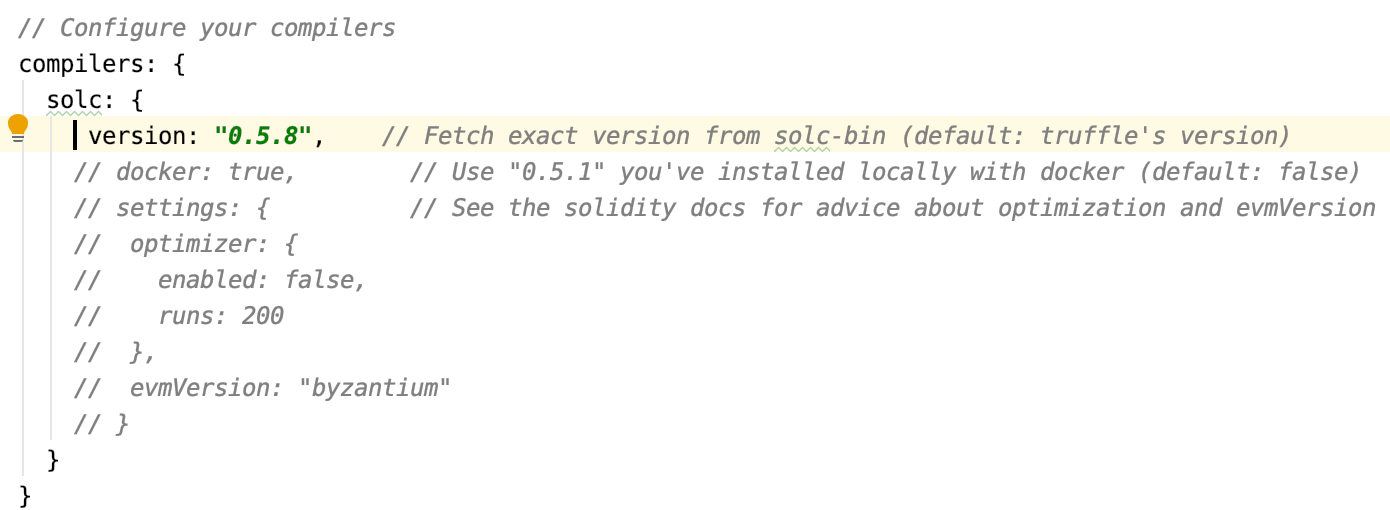 // Configure your compilers
compilers: {
  solc: {
     version: "0.5.8",    // Fetch exact version from solc-bin (default: truffle's version)
    // docker: true,        // Use "0.5.1" you've installed locally with docker (default: false)
    // settings: {          // See the solidity docs for advice about optimization and evmVersion
    //  optimizer: {
    //    enabled: false,
    //    runs: 200
    //  },
    //  evmVersion: "byzantium"
    // }
  }
}